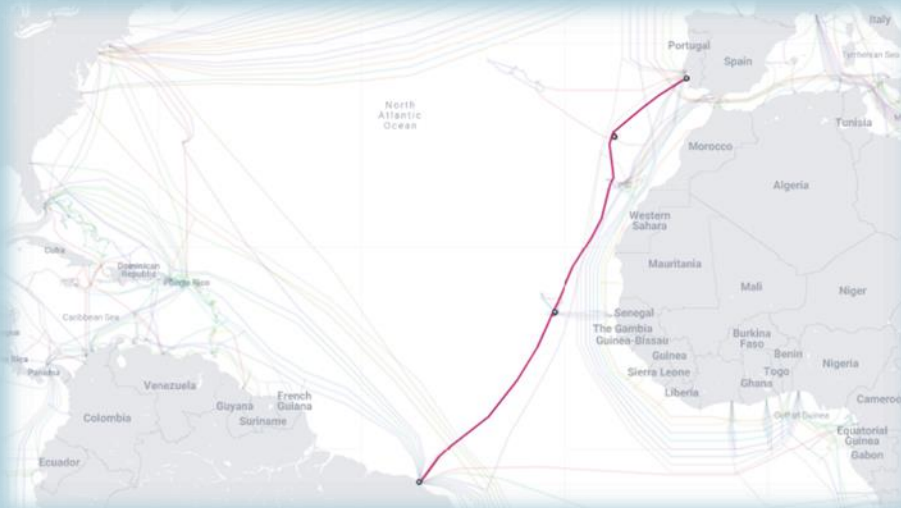 Italy
Portugal
Spain
Tyrrhenian Sea
North
Atlantic
Ocean
Tunisia
Morocco
Algeria
Western
Sahara
Cuba
Dominican
Republic
Puerto Rico
Mauritania
Mali
Niger
Caribbean Sea
Senegal
The Gambia
Guinea-Bissau
Burkina
Faso
Benin
Nigeria
Panama
Guinea
Togo
Sierra Leone
Ghana
Venezuela
Liberia
French
Guiana
Guyana
Suriname
Cameroo
Colombia
Gulf of Guinea
Equatorial
Guinea
Gabon
Ecuador